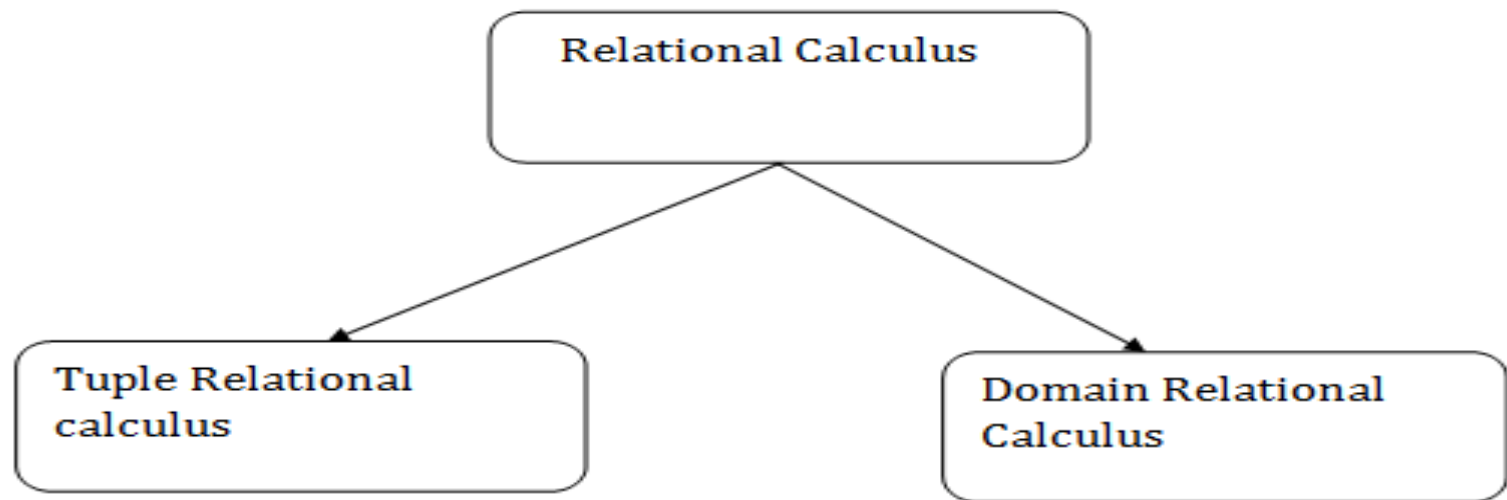 Relational Calculus
Tuple Relational
calculus
Domain Relational
Calculus